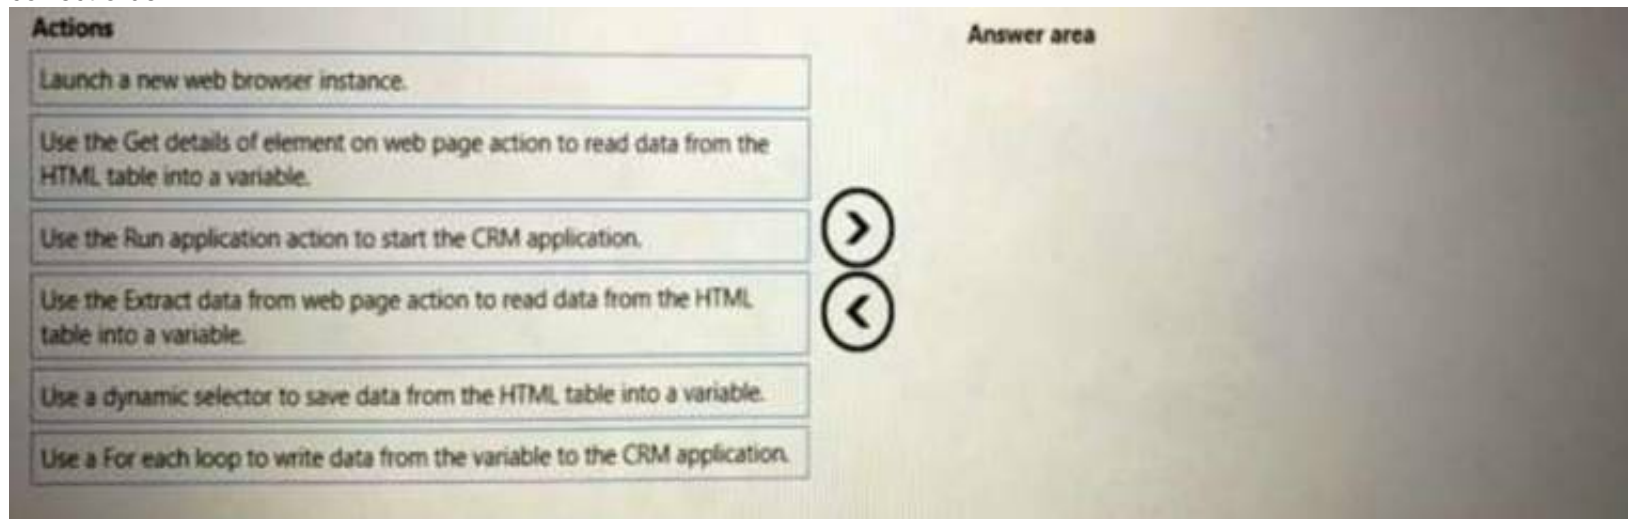 Actions
Answer area
Launch a new web browser instance.
Use the Get details of element on web page action to read data from the
HTML table into a variable.
Use the Run application action to start the CRM application.
Use the Extract data from web page action to read data from the HTML
table into a variable.
Use a dynamic selector to save data from the HTML table into a variable.
Use a For each loop to write data from the variable to the CRM application.